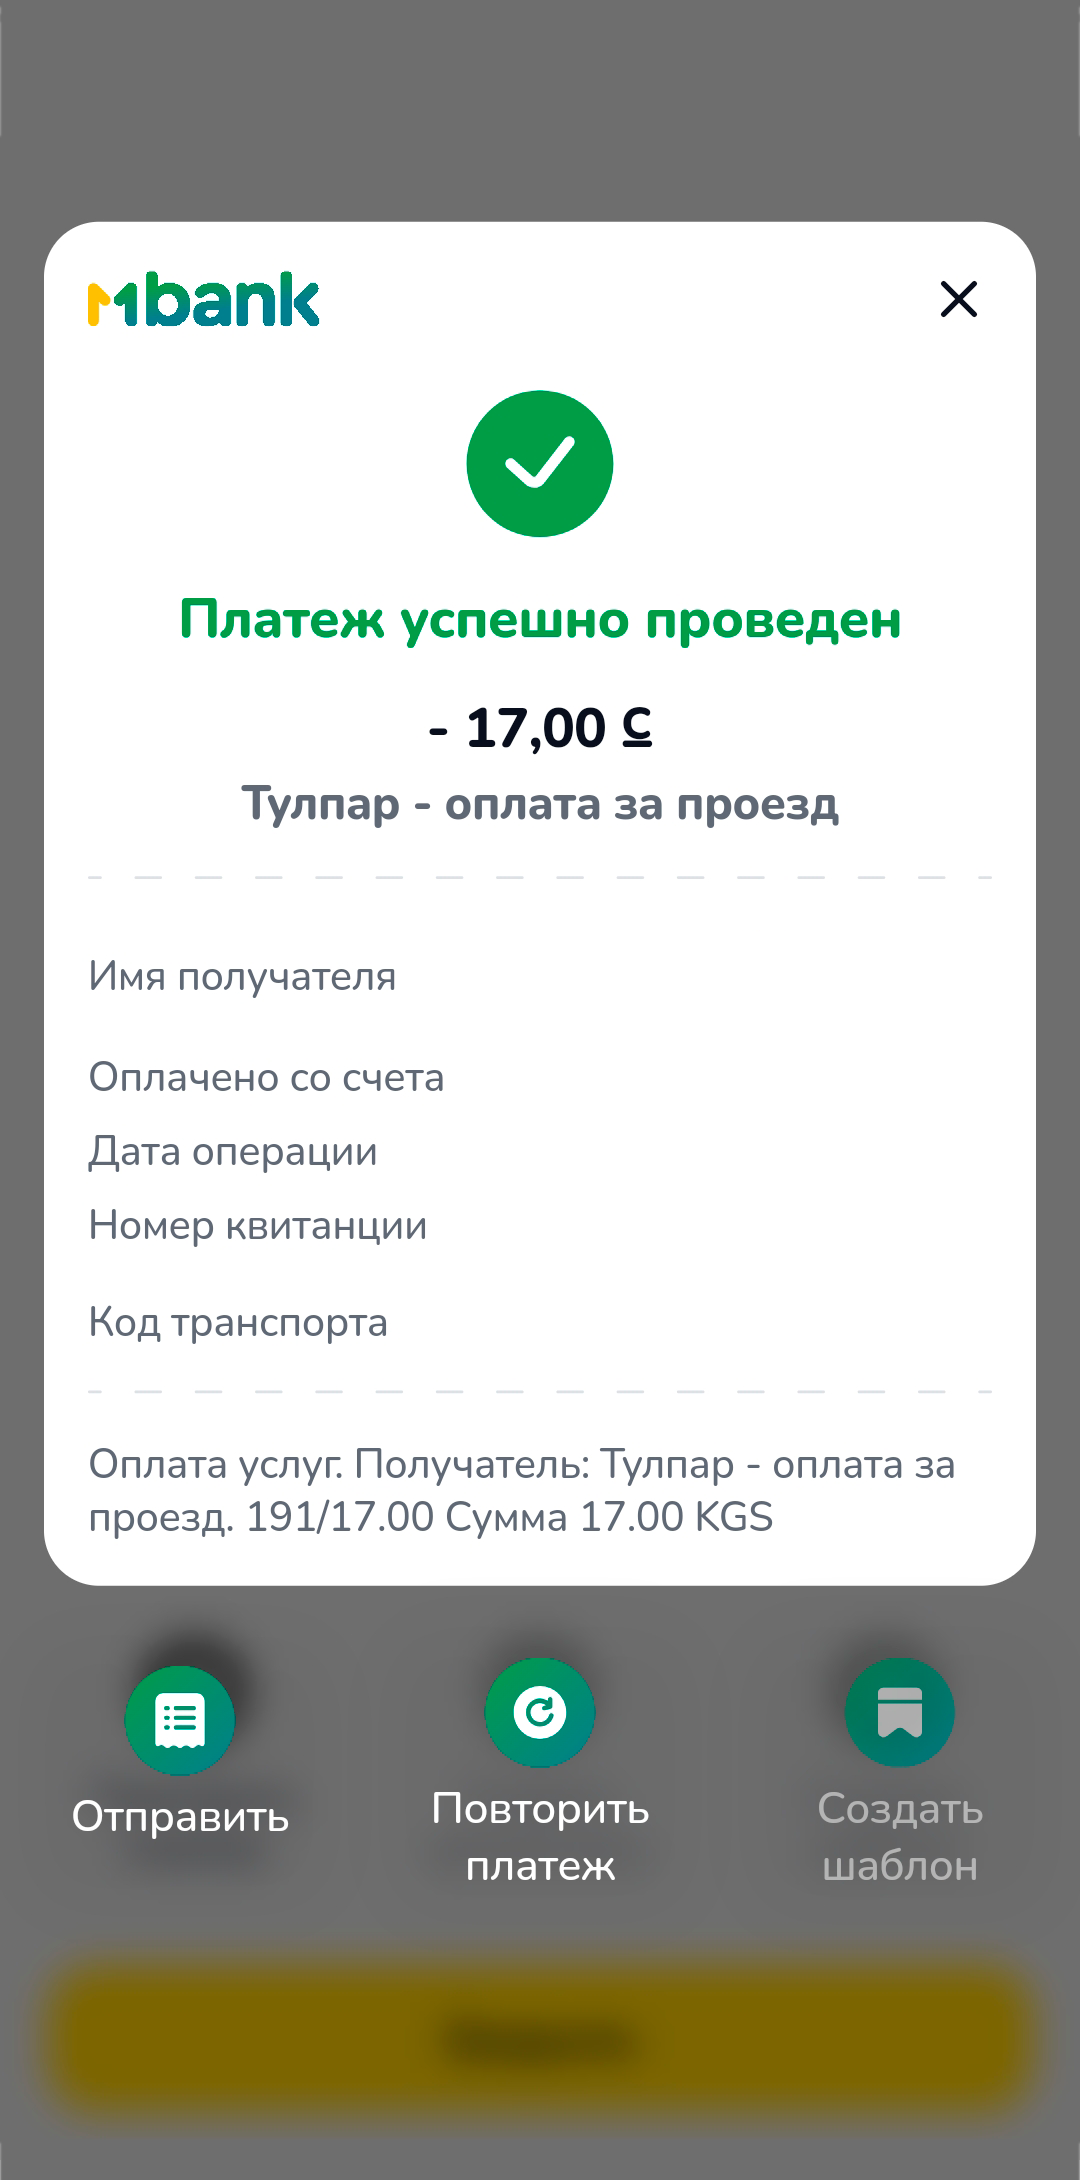 Mbank
Платеж успешно проведен
- 17,00 С
Тулпар - оплата за проезд
Имя получателя
Оплачено со счета
Дата операции
Номер квитанции
Код транспорта
Оплата услуг. Получатель: Тулпар - оплата за
проезд. 191/17.00 Сумма 17.00 KGS
Отправить
Повторить
платеж
Создать
шаблон